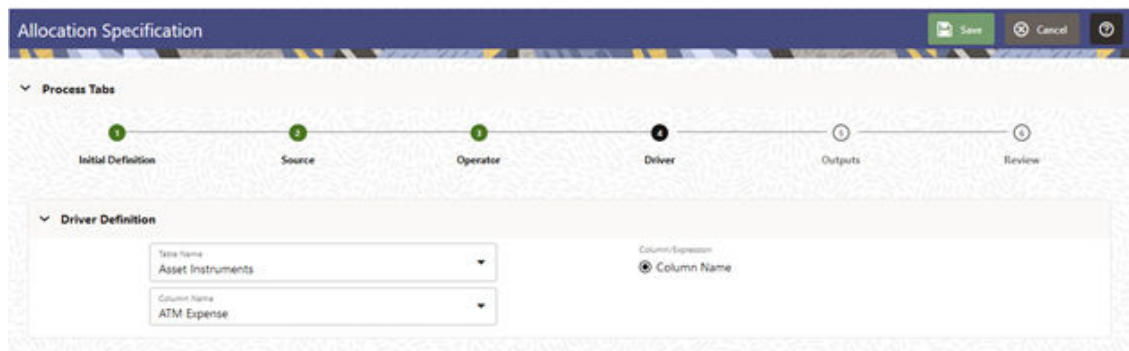 Allocation Specification
Save
Cancel
Process Tabs
1
2
3
4
5
6
Initial Definition
Source
Operator
Driver
Outputs
Review
Driver Definition
Table Name
Asset Instruments
Column/Expression
Column Name
Column Name
ATM Expense